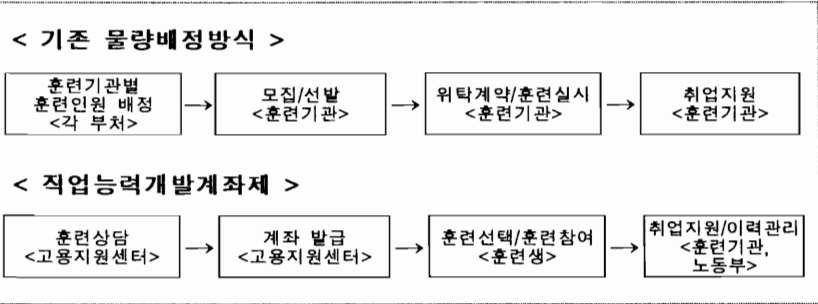 < 기존 물량배정방식 >
훈련기관별
훈련인원 배정
<각 부처>
→
모집/선발
<훈련기관>
→
위탁계약/훈련실시
<훈련기관>
→
취업지원
<훈련기관>
< 직업능력개발계좌제 >
훈련상담
<고용지원센터>
→
계좌 발급
<고용지원센터>
→
훈련선택/훈련참여
<훈련생>
→
취업지원/이력관리
<훈련기관,
노동부>